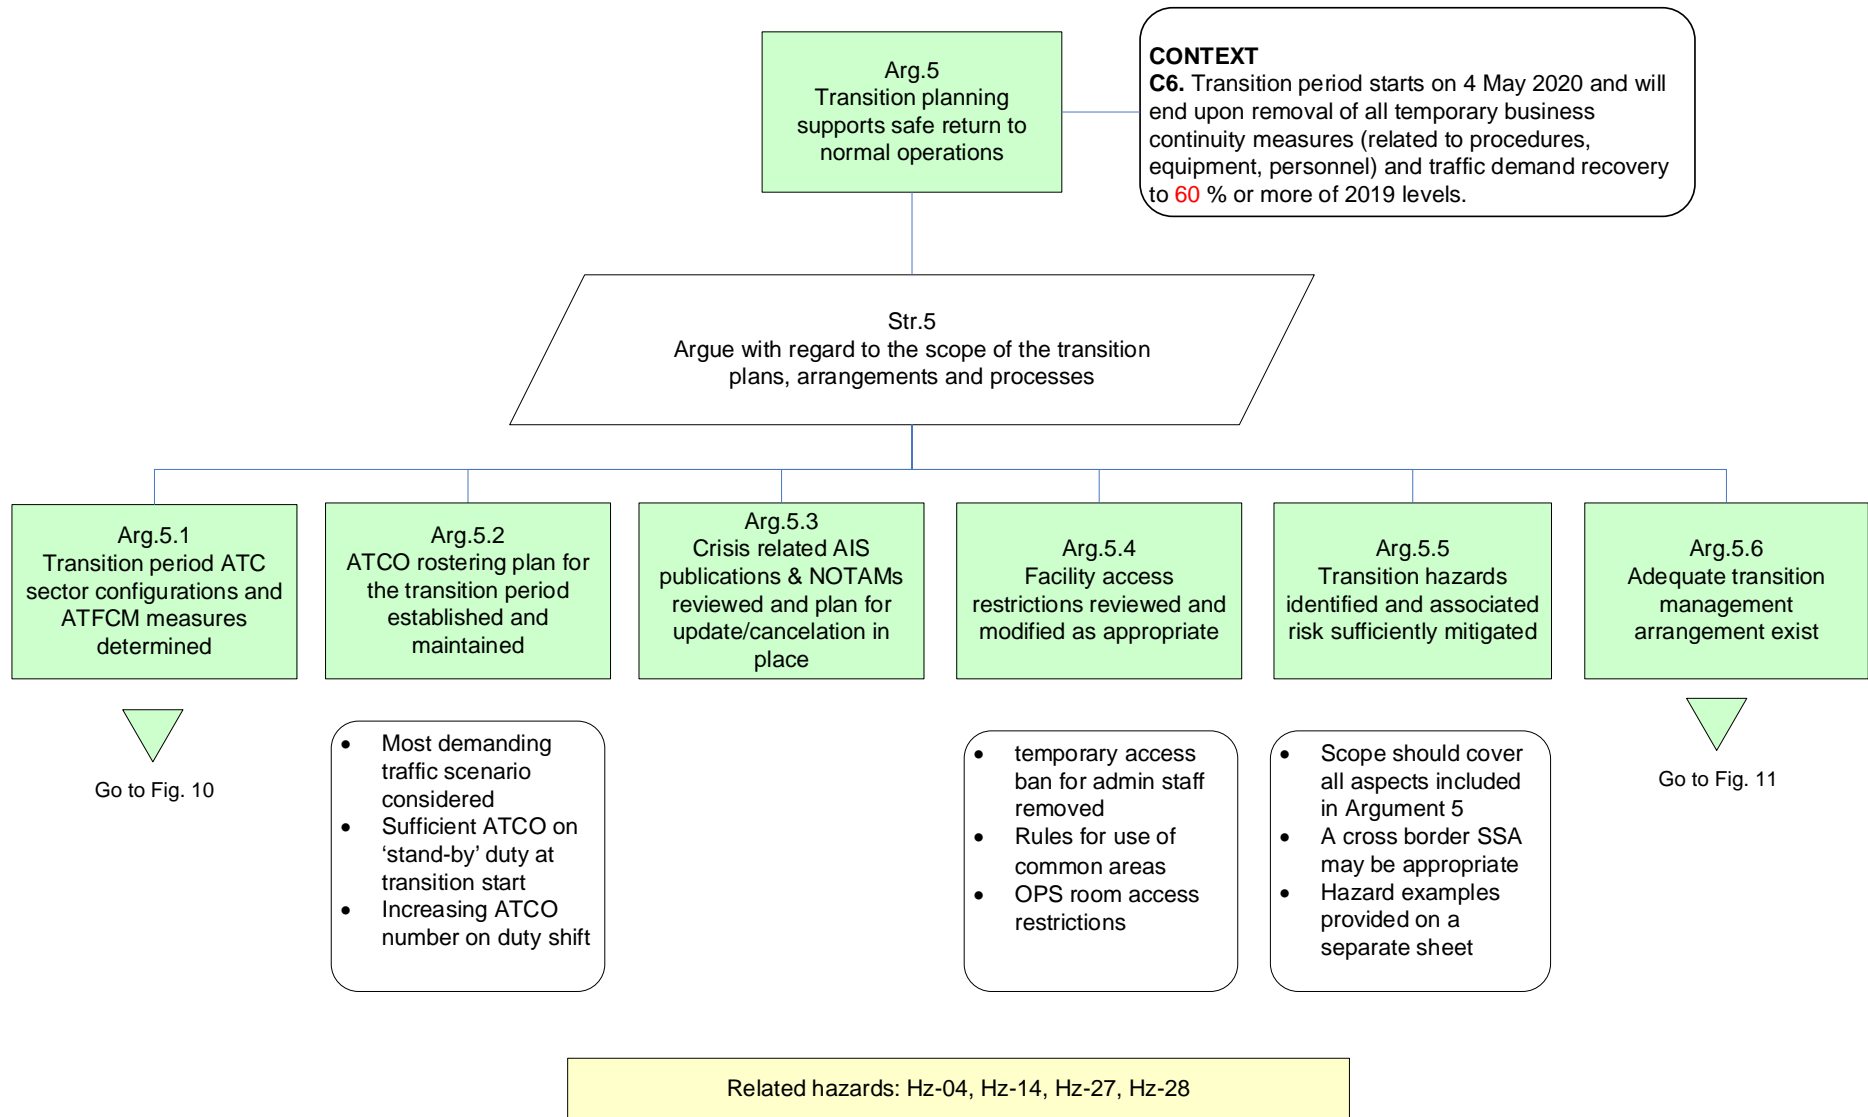 Arg.5
Transition planning
supports safe return to
normal operations
CONTEXT
C6. Transition period starts on 4 May 2020 and will
end upon removal of all temporary business
continuity measures (related to procedures,
equipment, personnel) and traffic demand recovery
to 60 % or more of 2019 levels.
Str.5
Argue with regard to the scope of the transition
plans, arrangements and processes
Arg.5.1
Transition period ATC
sector configurations and
ATFCM measures
determined
Arg.5.2
ATCO rostering plan for
the transition period
established and
maintained
Arg.5.3
Crisis related AIS
publications & NOTAMs
reviewed and plan for
update/cancelation in
place
Arg.5.4
Facility access
restrictions reviewed and
modified as appropriate
Arg.5.5
Transition hazards
identified and associated
risk sufficiently mitigated
Arg.5.6
Adequate transition
management
arrangement exist
Go to Fig. 10
• Most demanding
traffic scenario
considered
• Sufficient ATCO on
‘stand-by’ duty at
transition start
• Increasing ATCO
number on duty shift
• temporary access
ban for admin staff
removed
• Rules for use of
common areas
• OPS room access
restrictions
• Scope should cover
all aspects included
in Argument 5
• A cross border SSA
may be appropriate
• Hazard examples
provided on a
separate sheet
Go to Fig. 11
Related hazards: Hz-04, Hz-14, Hz-27, Hz-28